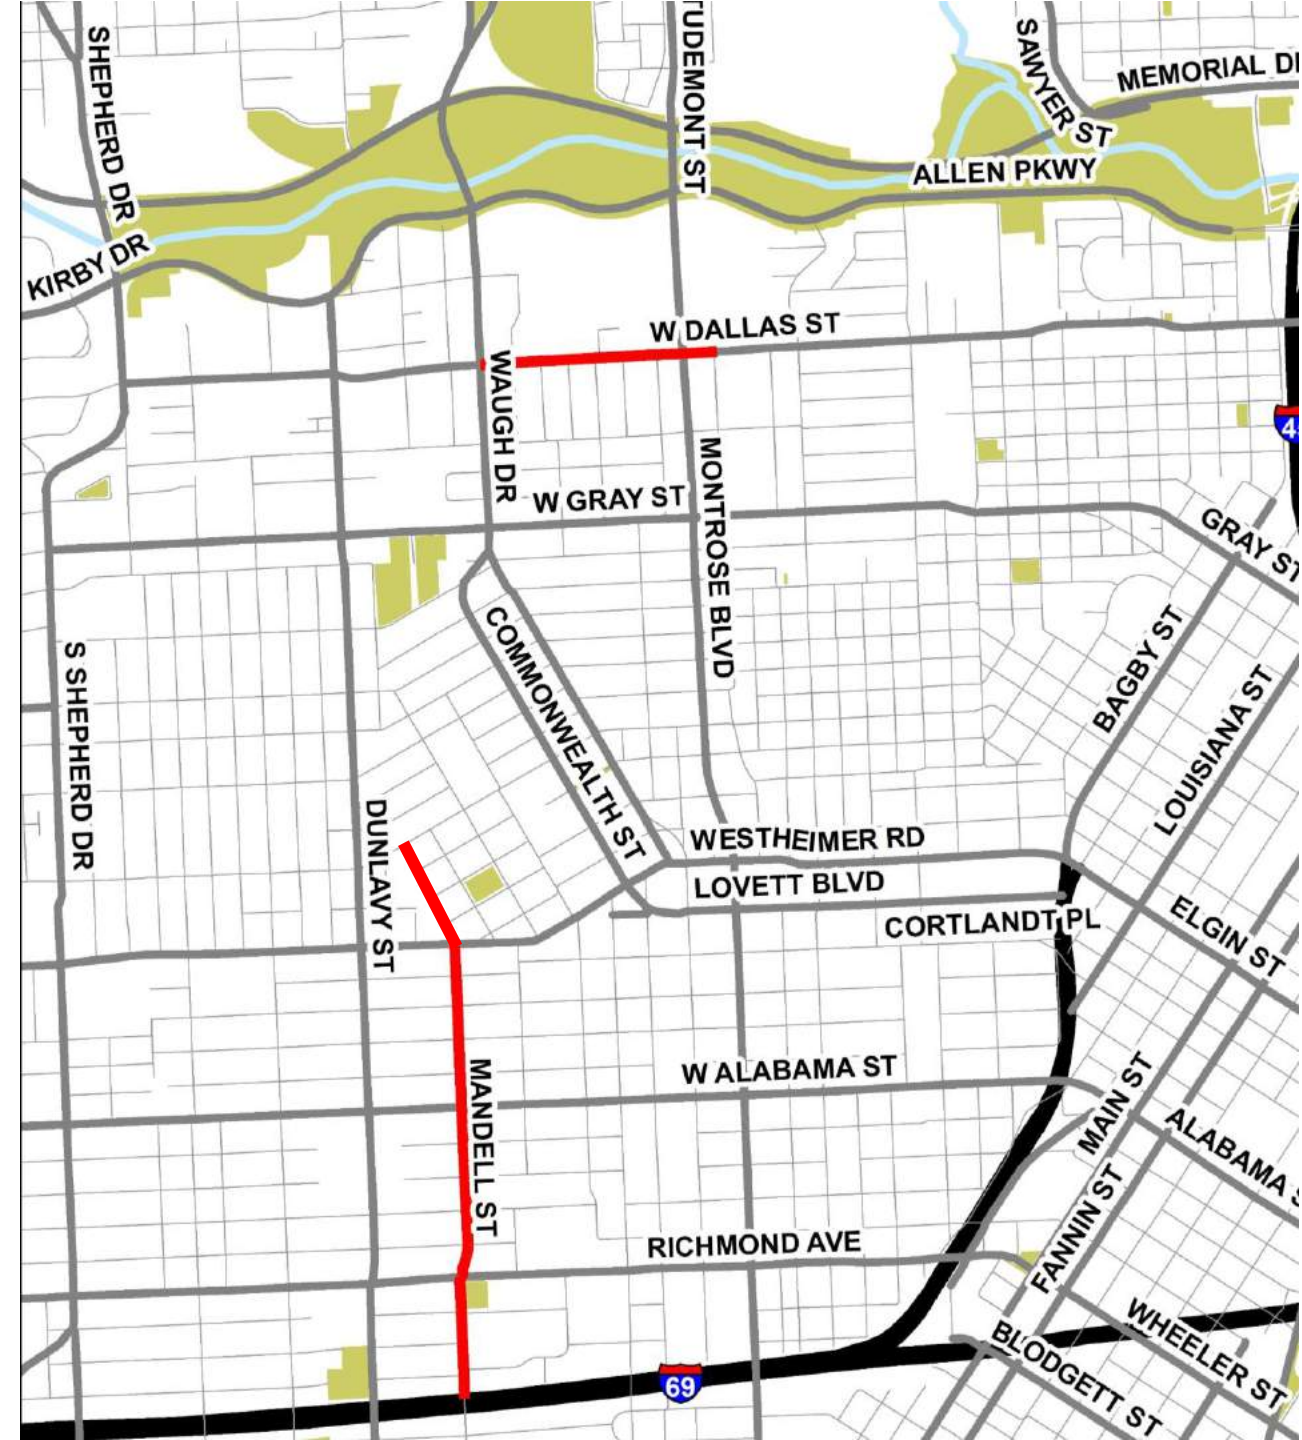 SHEPHERD DR
TUDEMONT ST
SAWYER ST
MEMORIAL D
ALLEN PKWY
KIRBY DR
W DALLAS ST
WAUGH DR
4
MONTROSE BLVD
W GRAY ST
GRAY ST
COMMONWEALTH ST
BAGBY ST
S SHEPHERD DR
LOUISIANA ST
DUNLAVY ST
WESTHEIMER RD
LOVETT BLVD
CORTLANDT PL
ELGIN ST
MANDELL ST
W ALABAMA ST
MAIN ST
ALABAMA S
RICHMOND AVE
FANNIN ST
WHEELER ST
BLODGETT ST
69